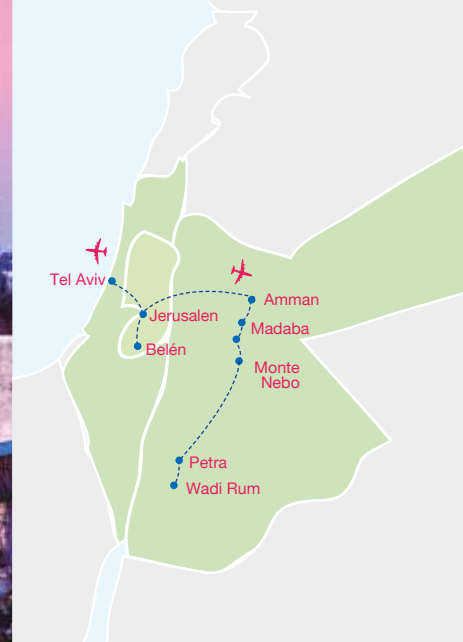 Tel Aviv
Amman
Jerusalen
Madaba
Belén
Monte
Nebo
Petra
Wadi Rum